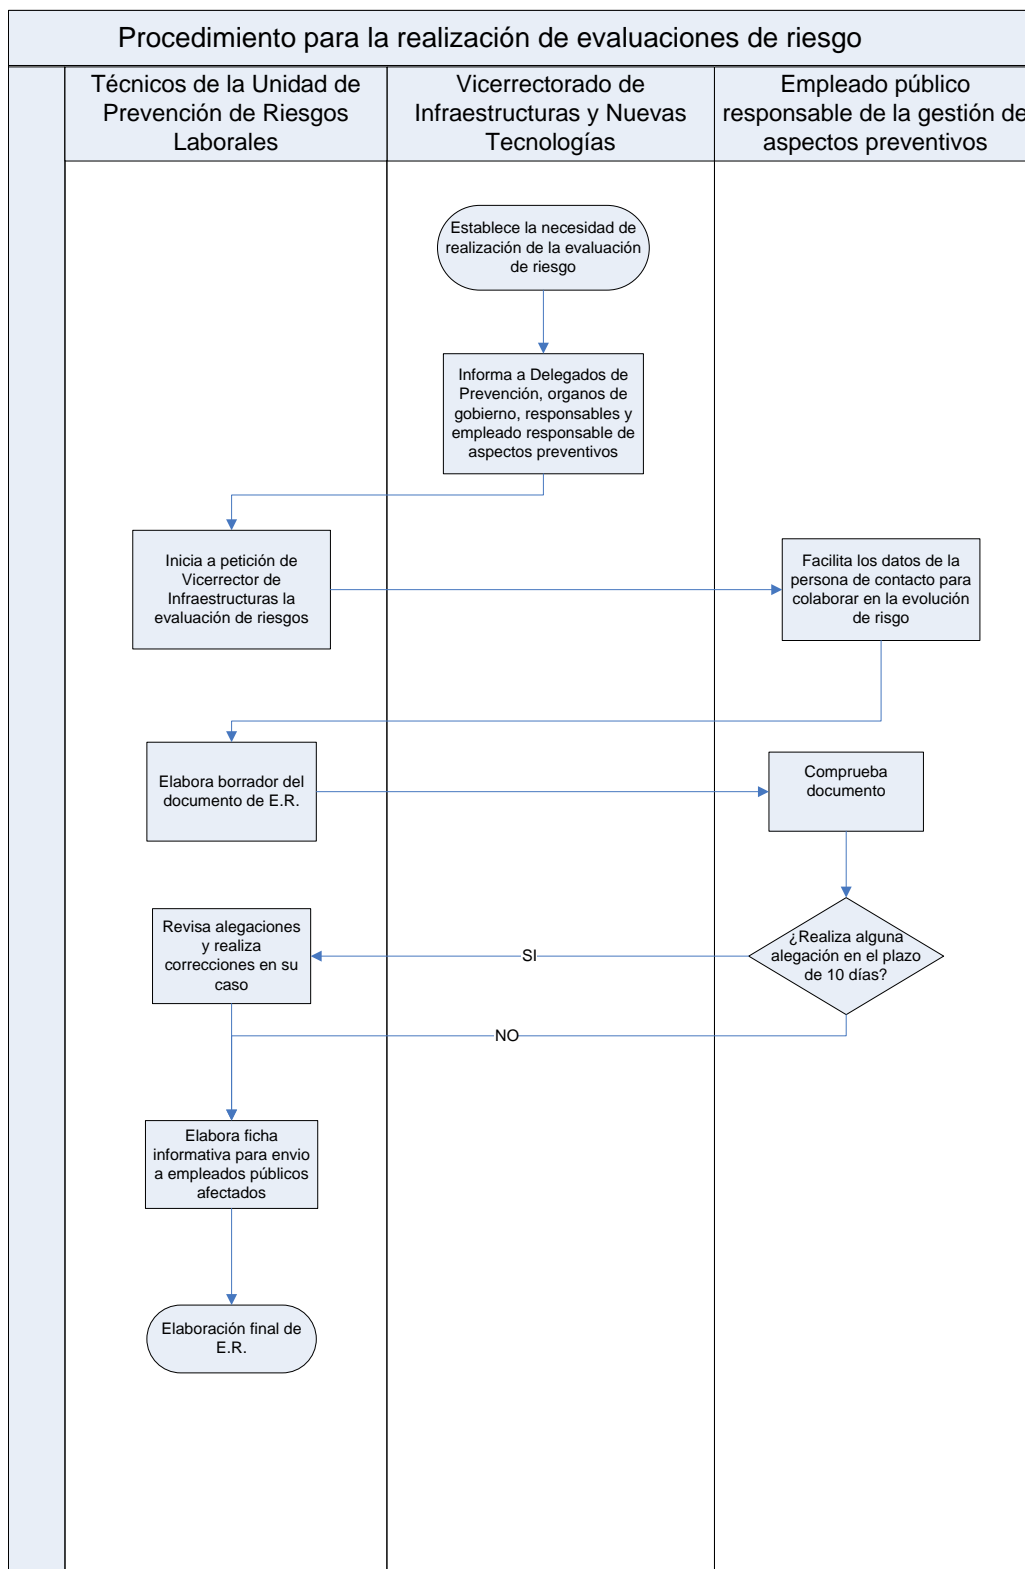 Procedimiento para la realización de evaluaciones de riesgo
Técnicos de la Unidad de
Prevención de Riesgos
Laborales
Vicerrectorado de
Infraestructuras y Nuevas
Tecnologías
Empleado público
responsable de la gestión de
aspectos preventivos
Establece la necesidad de
realización de la evaluación
de riesgo
Informa a Delegados de
Prevención, organos de
gobierno, responsables y
empleado responsable de
aspectos preventivos
Inicia a petición de
Vicerrector de
Infraestructuras la
evaluación de riesgos
Facilita los datos de la
persona de contacto para
colaborar en la evolución
de risgo
Elabora borrador del
documento de E.R.
Comprueba
documento
¿Realiza alguna
alegación en el plazo
de 10 días?
SI
Revisa alegaciones
y realiza
correcciones en su
caso
NO
Elabora ficha
informativa para envio
a empleados públicos
afectados
Elaboración final de
E.R.